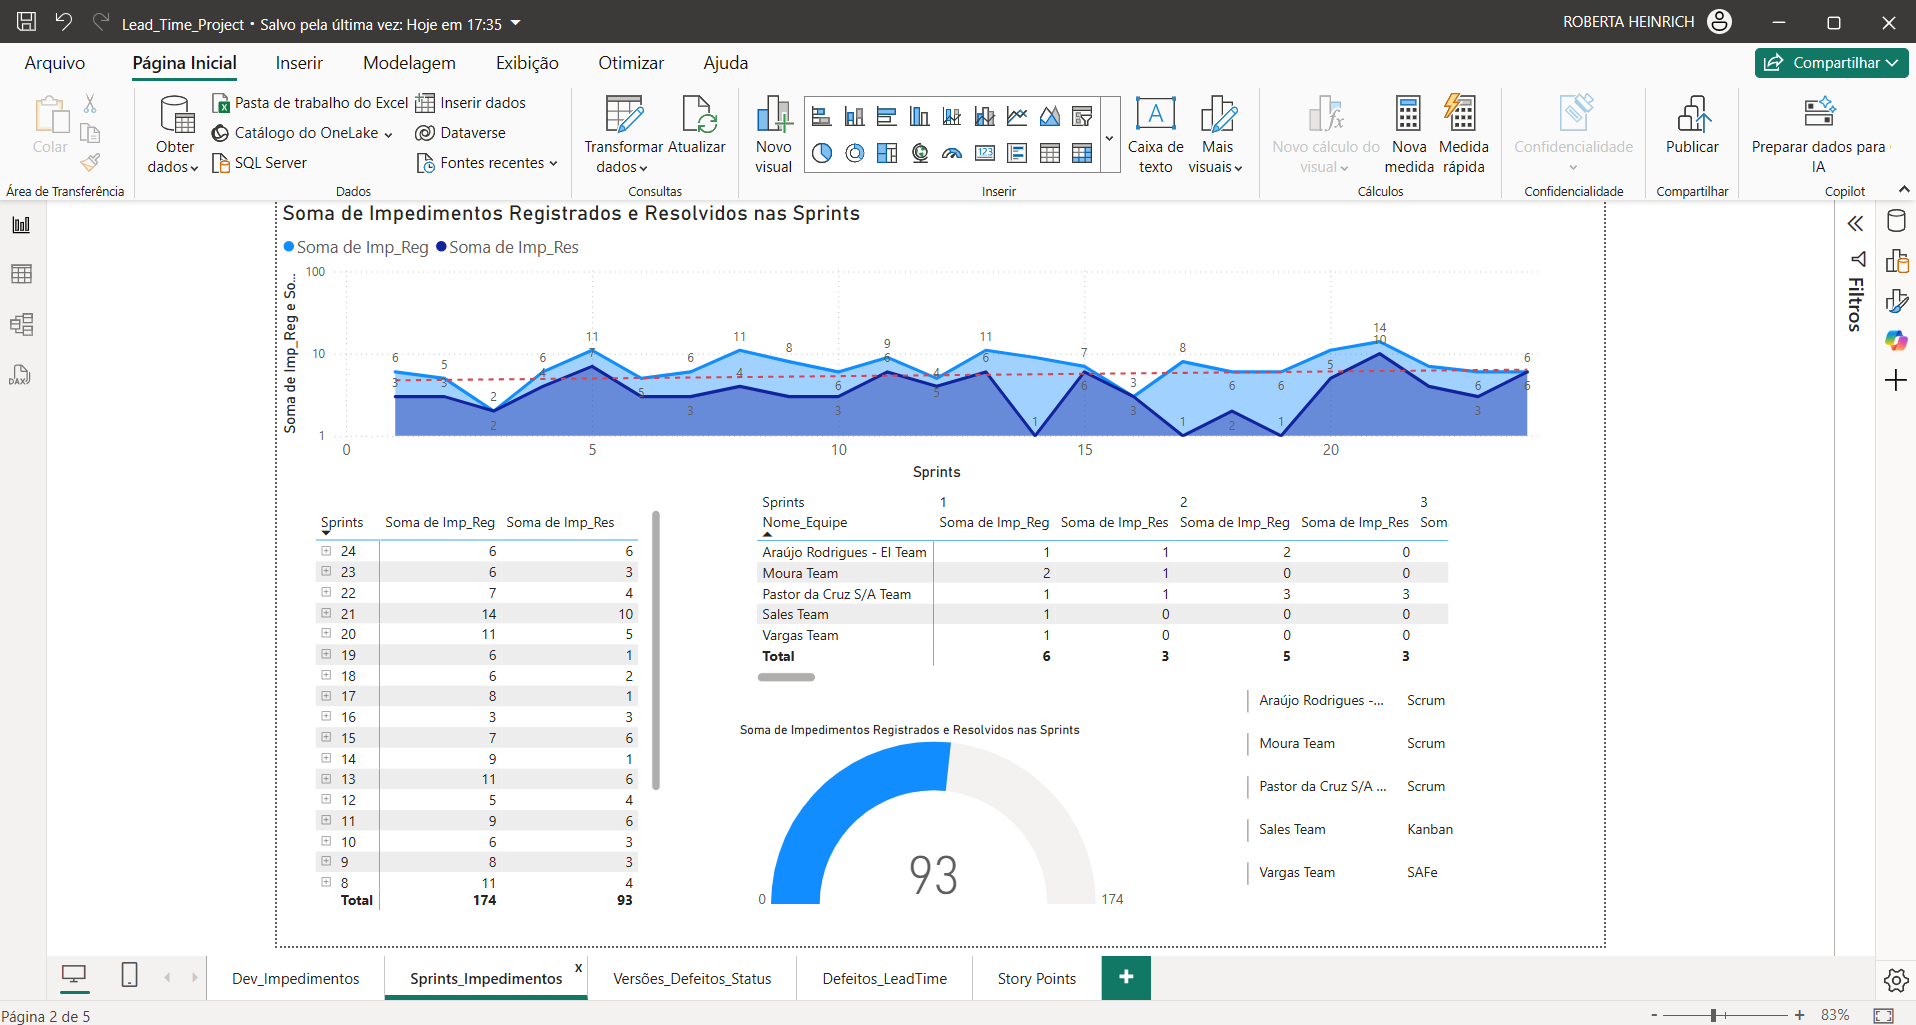 Lead_Time_Project • Salvo pela última vez: Hoje em 17:35
ROBERTA HEINRICH
Arquivo Página Inicial Inserir Modelagem Exibição Otimizar Ajuda
Compartilhar
Colar
Área de Transferência
Obter dados
Pasta de trabalho do Excel
Catálogo do OneLake
SQL Server
Inserir dados
Dataverse
Fontes recentes
Dados
Transformar dados
Atualizar
Consultas
Novo visual
Caixa de texto
Mais visuais
Inserir
Novo cálculo do visual
Nova medida
Medida rápida
Cálculos
Confidencialidade
Confidencialidade
Publicar
Compartilhar
Preparar dados para
IA
Copilot
Filtros
Soma de Impedimentos Registrados e Resolvidos nas Sprints
Soma de Imp_Reg Soma de Imp_Res
Soma de Imp_Reg e So...
100
10
1
6 5 2 6 11 6 11 8 9 4 11 7 3 8 14 10 6
3 3 4 7 5 4 6 6 6 5 6 6 5 6
2 3 3 1 3 1 2 1 3
0 5 10 15 20
Sprints
Sprints Soma de Imp_Reg Soma de Imp_Res
24 6 6
23 6 3
22 7 4
21 14 10
20 11 5
19 6 1
18 6 2
17 8 1
16 3 3
15 7 6
14 9 1
13 11 6
12 5 4
11 9 6
10 6 3
9 8 3
8 11 4
Total 174 93
Sprints 1 2 3
Nome_Equipe Soma de Imp_Reg Soma de Imp_Res Soma de Imp_Reg Soma de Imp_Res Som
Araújo Rodrigues - EI Team 1 1 2 0
Moura Team 2 1 0 0
Pastor da Cruz S/A Team 1 1 3 3
Sales Team 1 0 0 0
Vargas Team 1 0 0 0
Total 6 3 5 3
Soma de Impedimentos Registrados e Resolvidos nas Sprints
93
0 174
Araújo Rodrigues -... Scrum
Moura Team Scrum
Pastor da Cruz S/A ... Scrum
Sales Team Kanban
Vargas Team SAFe
Dev_Impedimentos Sprints_Impedimentos x Versões_Defeitos_Status Defeitos_LeadTime Story Points +
Página 2 de 5
- + 83%